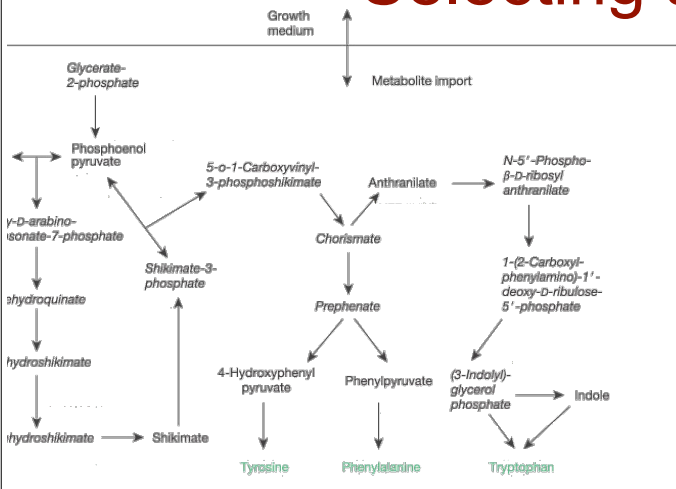 Selecting
Growth
medium
Metabolite import
Glycerate-
2-phosphate
Phosphoenol
pyruvate
5-o-1-Carboxyvinyl-
3-phosphoshikimate
Anthranilate
N-5'-Phospho-
β-D-ribosyl
anthranilate
y-D-arabino-
sonate-7-phosphate
Chorismate
Shikimate-3-
phosphate
1-(2-Carboxyl-
phenylamino)-1'-
deoxy-D-ribulose-
5'-phosphate
ehydroquinate
Prephenate
hydroshikimate
4-Hydroxyphenyl
pyruvate
Phenylpyruvate
(3-Indolyl)-
glycerol
phosphate
Indole
hydroshikimate
Shikimate
Tyrosine
Phenylalanine
Tryptophan